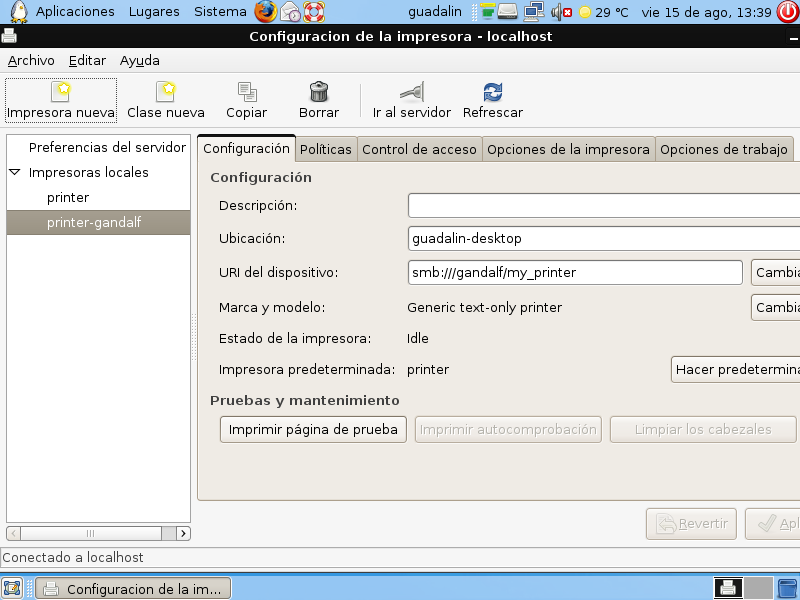 Aplicaciones Lugares Sistema guadalin 29 °C vie 15 de ago, 13:39
Configuracion de la impresora - localhost
Archivo Editar Ayuda
Impresora nueva Clase nueva Copiar Borrar Ir al servidor Refrescar
Preferencias del servidor
Impresoras locales
printer
printer-gandalf
Configuración Políticas Control de acceso Opciones de la impresora Opciones de trabajo
Configuración
Descripción:
Ubicación: guadalin-desktop
URI del dispositivo: smb:///gandalf/my_printer Cambia
Marca y modelo: Generic text-only printer Cambia
Estado de la impresora: Idle
Impresora predeterminada: printer Hacer predetermina
Pruebas y mantenimiento
Imprimir página de prueba Imprimir autocomprobación Limpiar los cabezales
Revertir Apl
Conectado a localhost
Configuracion de la im...